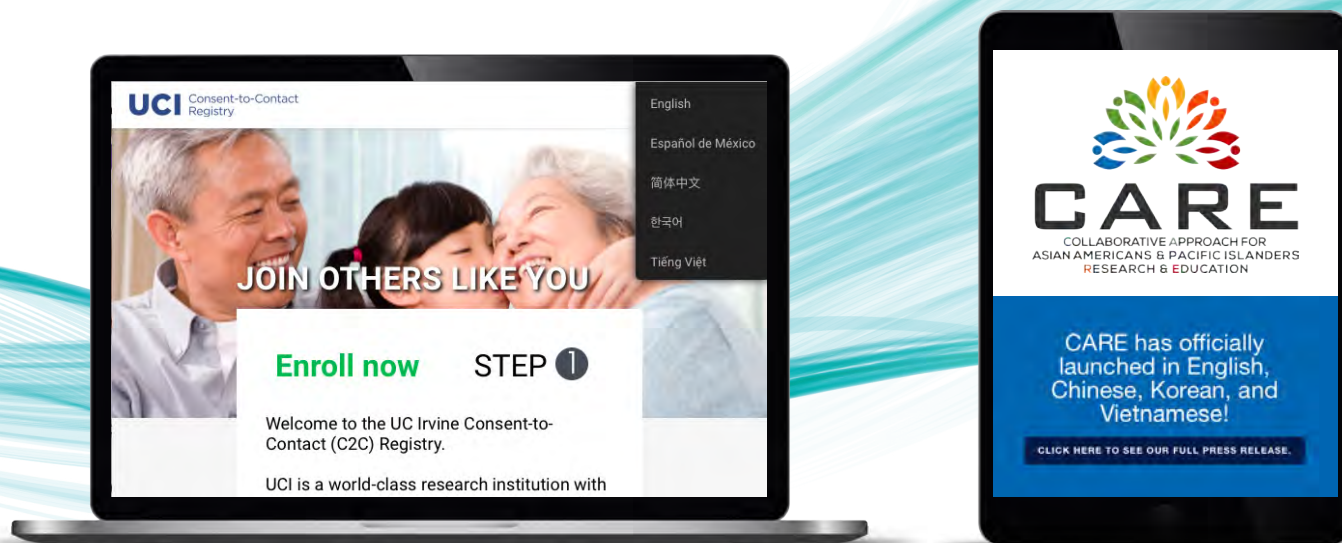 UCI Consent-to-Contact
Registry
English
Español de México
简体中文
한국어
Tiếng Việt
JOIN OTHERS LIKE YOU
Enroll now STEP 1
Welcome to the UC Irvine Consent-to-
Contact (C2C) Registry.
UCI is a world-class research institution with
CARE
COLLABORATIVE APPROACH FOR
ASIAN AMERICANS & PACIFIC ISLANDERS
RESEARCH & EDUCATION
CARE has officially
launched in English,
Chinese, Korean, and
Vietnamese!
CLICK HERE TO SEE OUR FULL PRESS RELEASE.